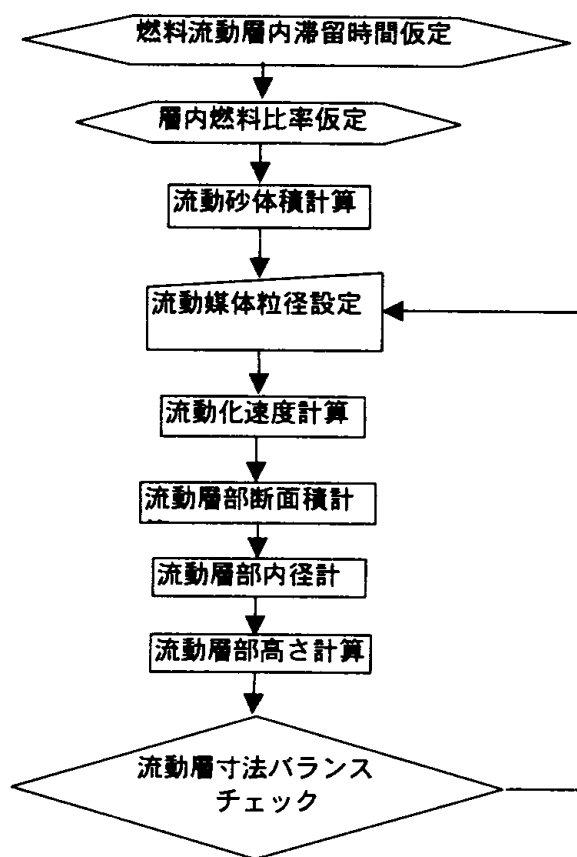 燃料流動層内滞留時間仮定
層内燃料比率仮定
流動砂体積計算
流動媒体粒径設定
流動化速度計算
流動層部断面積計
流動層部内径計
流動層部高さ計算
流動層寸法バランス
チェック